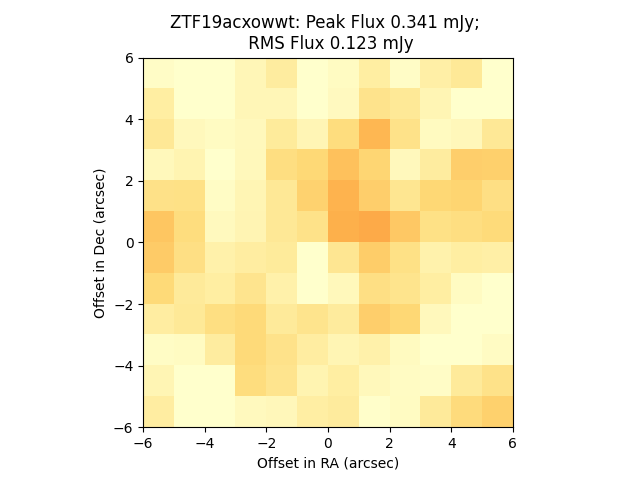 ZTF19acxowwt: Peak Flux 0.341 mJy;
RMS Flux 0.123 mJy
6
4
2
0
−2
−4
−6
Offset in Dec (arcsec)
−6 −4 −2 0 2 4 6
Offset in RA (arcsec)